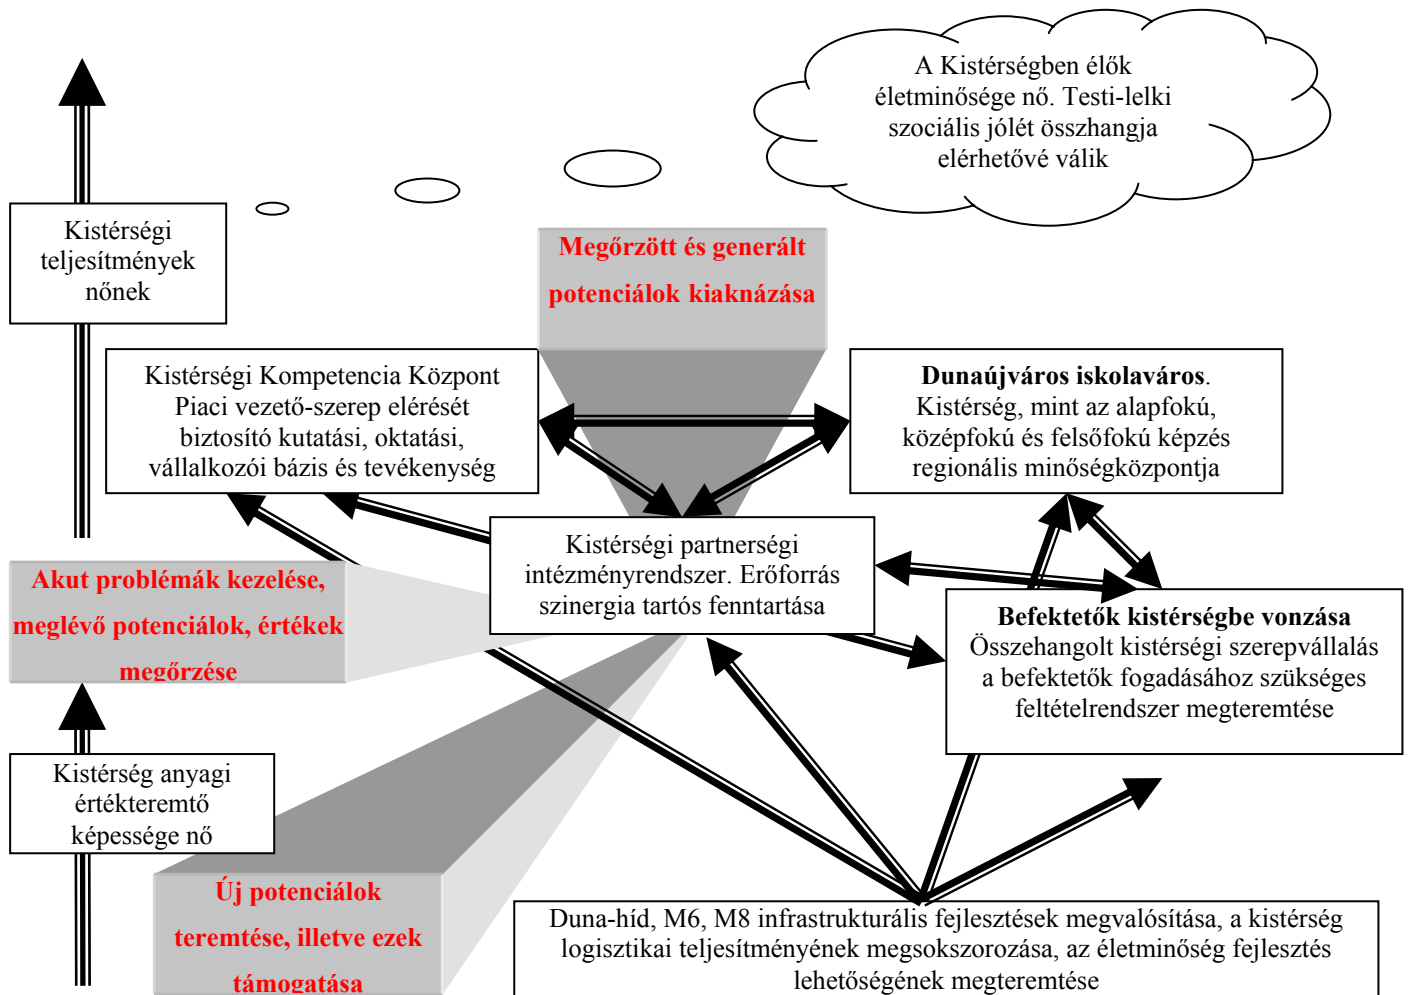 A Kistérségben élők
életminősége nő. Testi-lelki
szociális jólét összhangja
elérhetővé válik
Kistérségi
teljesítmények
nőnek
Megőrzött és generált
potenciálok kiaknázása
Kistérségi Kompetencia Központ
Piaci vezető-szerep elérését
biztosító kutatási, oktatási,
vállalkozói bázis és tevékenység
Dunaújváros iskolaváros.
Kistérség, mint az alapfokú,
középfokú és felsőfokú képzés
regionális minőségközpontja
Kistérségi partnerségi
intézményrendszer. Erőforrás
szinergia tartós fenntartása
Akut problémák kezelése,
meglévő potenciálok, értékek
megőrzése
Befektetők kistérségbe vonzása
Összehangolt kistérségi szerepvállalás
a befektetők fogadásához szükséges
feltételrendszer megteremtése
Kistérség anyagi
értékteremtő
képessége nő
Új potenciálok
teremtése, illetve ezek
támogatása
Duna-híd, M6, M8 infrastrukturális fejlesztések megvalósítása, a kistérség
logisztikai teljesítményének megsokszorozása, az életminőség fejlesztés
lehetőségének megteremtése